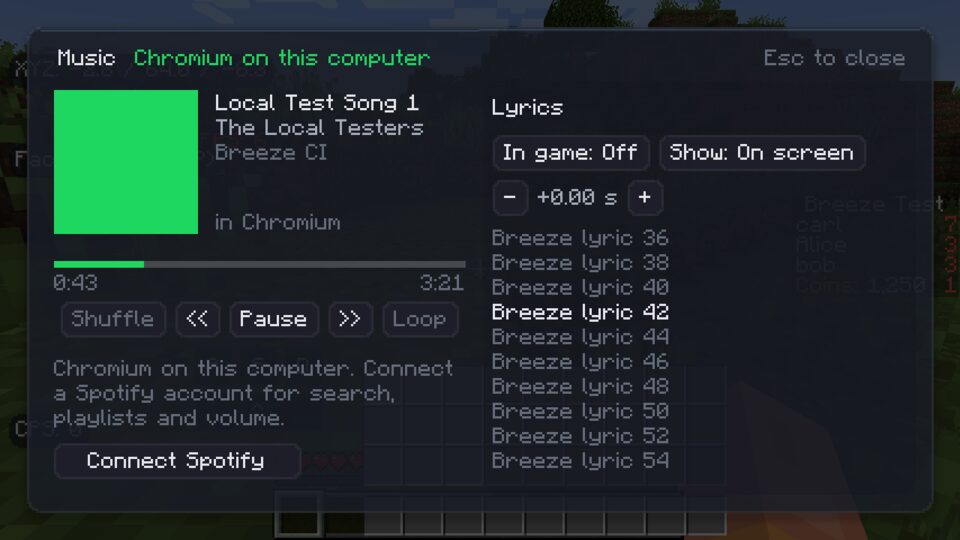 Music Chromium on this computer
Esc to close
Local Test Song 1
The Local Testers
Breeze CI
in Chromium
0:43
3:21
Shuffle
<<
Pause
>>
Loop
Chromium on this computer. Connect
a Spotify account for search,
playlists and volume.
Connect Spotify
Lyrics
In game: Off
Show: On screen
-
+0.00 s
+
Breeze lyric 36
Breeze lyric 38
Breeze lyric 40
Breeze lyric 42
Breeze lyric 44
Breeze lyric 46
Breeze lyric 48
Breeze lyric 50
Breeze lyric 52
Breeze lyric 54
Breeze Test
carl
Alice
bob
Coins: 1,250